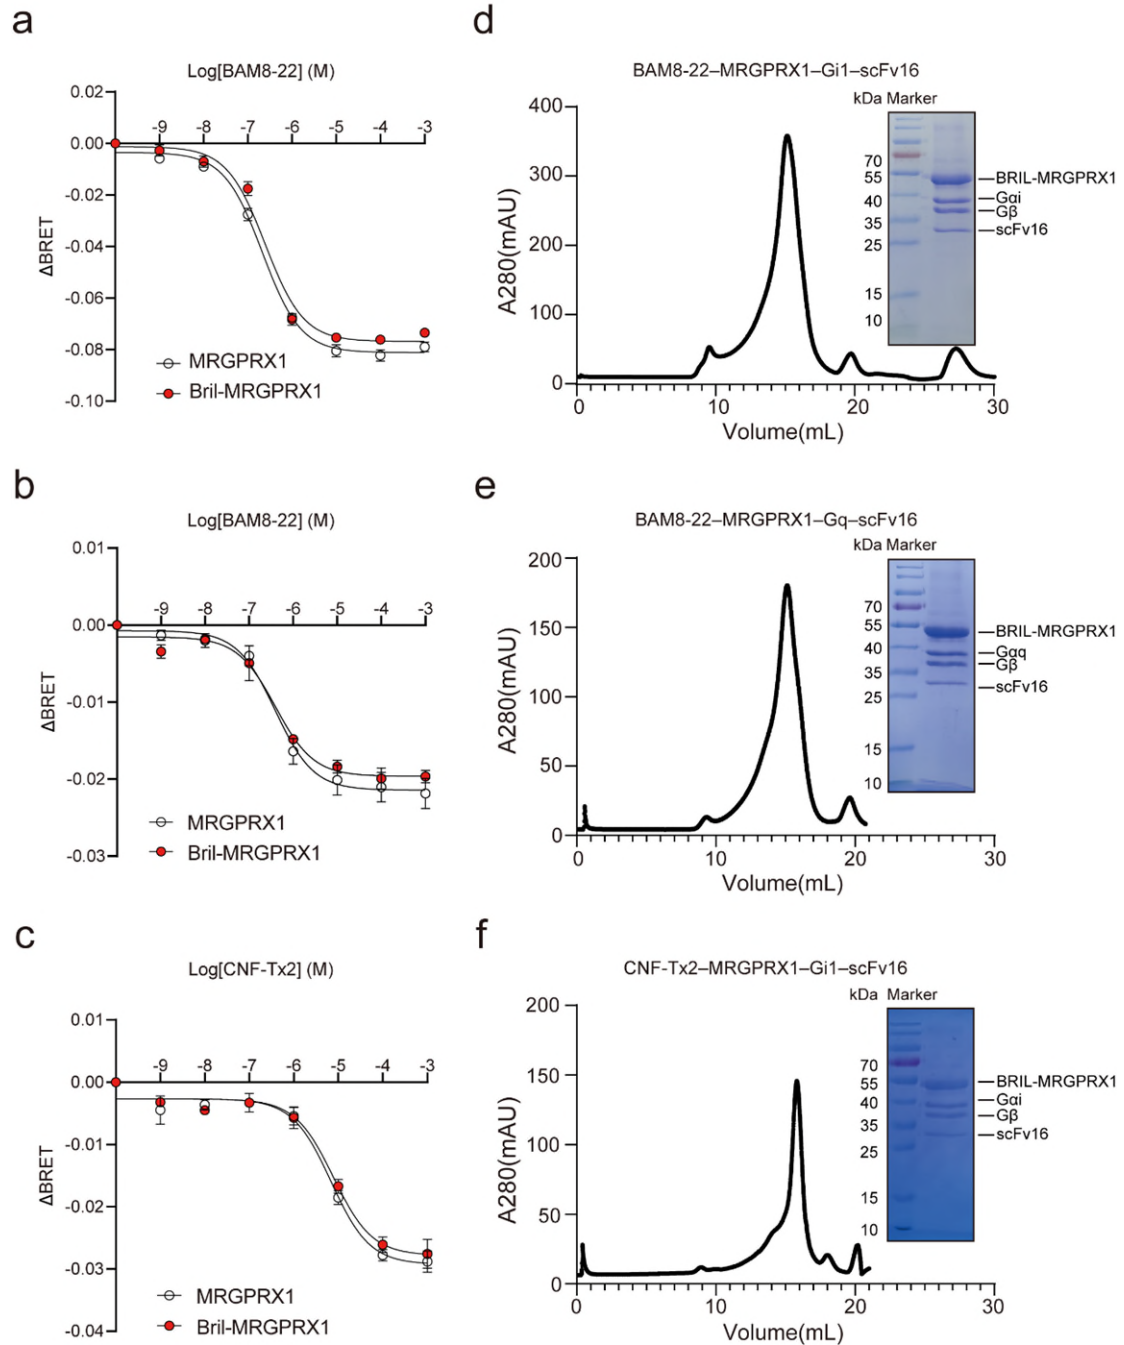 a
Log[BAM8-22] (M)
0.02
0.00
-0.02
-0.04
-0.06
-0.08
-0.10
-9 -8 -7 -6 -5 -4 -3
ΔBRET
MRGPRX1
Bril-MRGPRX1
b
Log[BAM8-22] (M)
0.01
0.00
-0.01
-0.02
-0.03
-9 -8 -7 -6 -5 -4 -3
ΔBRET
MRGPRX1
Bril-MRGPRX1
c
Log[CNF-Tx2] (M)
0.01
0.00
-0.01
-0.02
-0.03
-0.04
-9 -8 -7 -6 -5 -4 -3
ΔBRET
MRGPRX1
Bril-MRGPRX1
d
BAM8-22–MRGPRX1–Gi1–scFv16
kDa Marker
400
300
200
100
0
A280(mAU)
0 10 20 30
Volume(mL)
70
55
40
35
25
15
10
BRIL-MRGPRX1
Gαi
Gβ
scFv16
e
BAM8-22–MRGPRX1–Gq–scFv16
kDa Marker
200
150
100
50
0
A280(mAU)
0 10 20 30
Volume(mL)
70
55
40
35
25
15
10
BRIL-MRGPRX1
Gαq
Gβ
scFv16
f
CNF-Tx2–MRGPRX1–Gi1–scFv16
kDa Marker
200
150
100
50
0
A280(mAU)
0 10 20 30
Volume(mL)
70
55
40
35
25
15
10
BRIL-MRGPRX1
Gαi
Gβ
scFv16